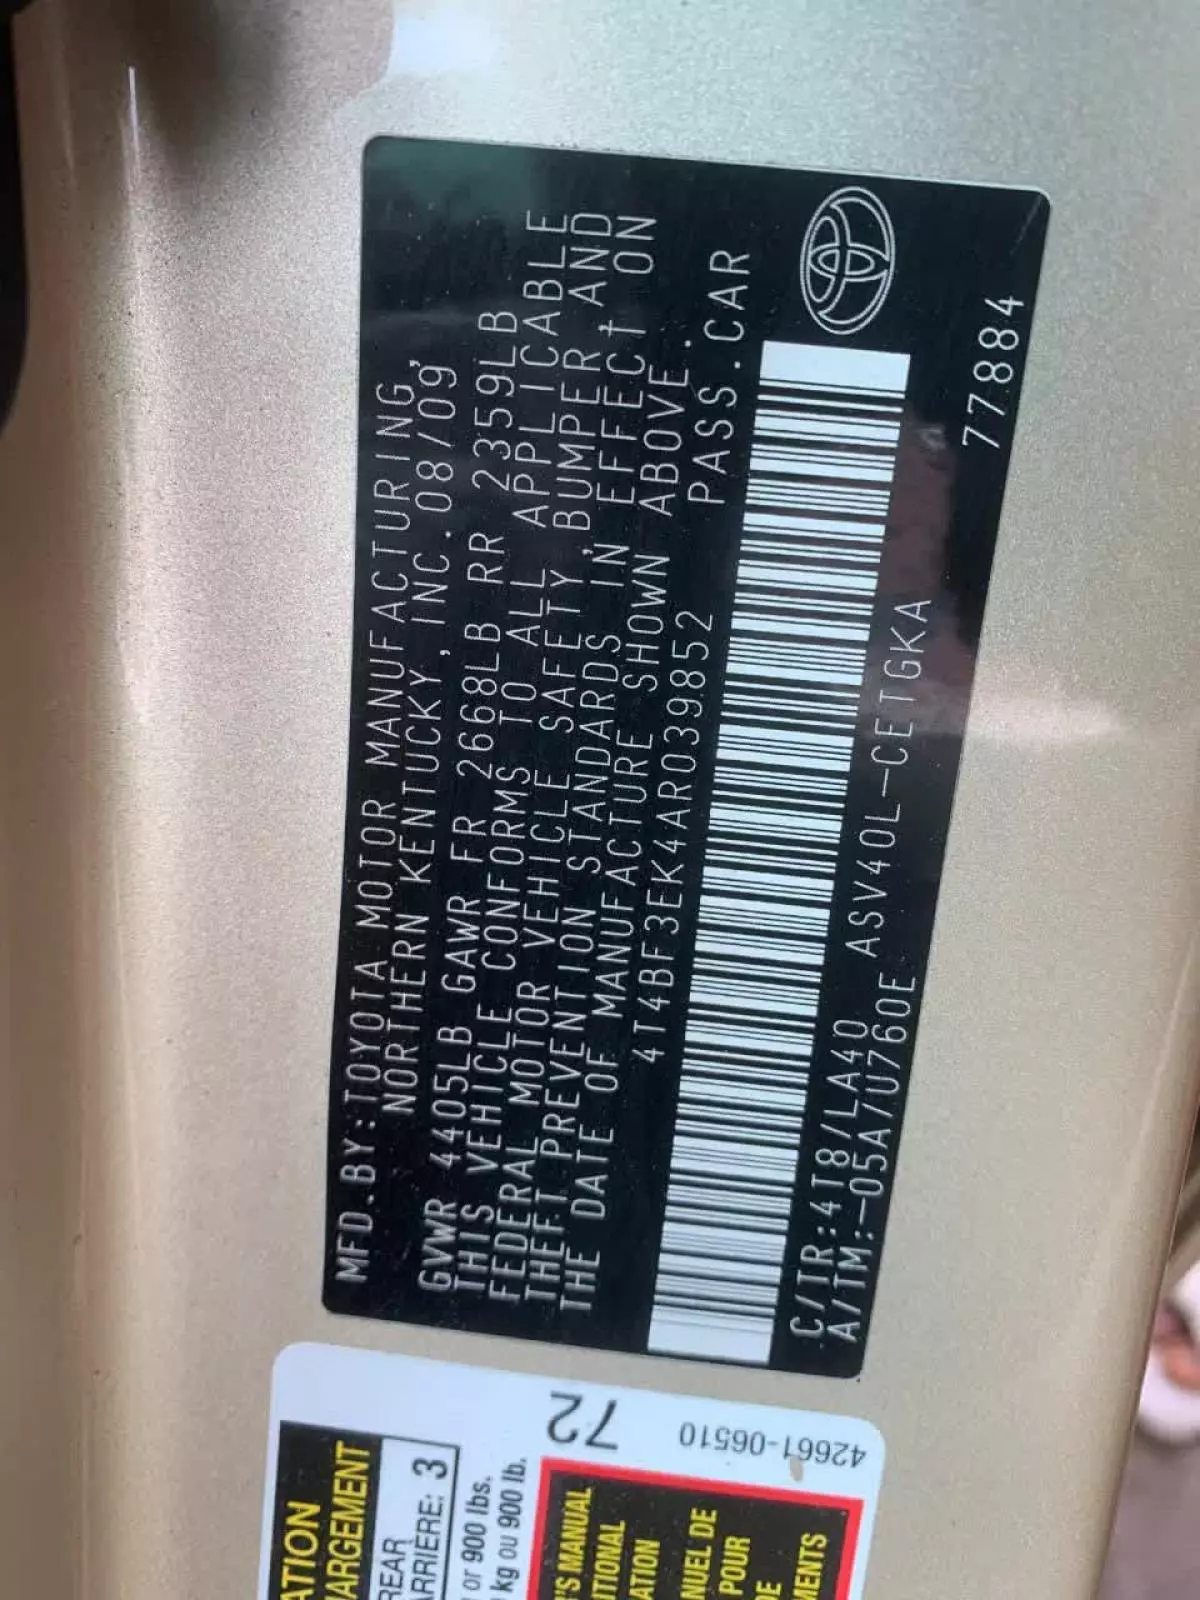 MFD.BY:TOYOTA MOTOR MANUFACTURING,
NORTHERN KENTUCKY,INC.08/09
GVWR 4405LB GAWR FR 2668LB RR 2359LB
THIS VEHICLE CONFORMS TO ALL APPLICABLE
FEDERAL MOTOR VEHICLE SAFETY,BUMPER AND
THEFT PREVENTION STANDARDS IN EFFECT ON
THE DATE OF MANUFACTURE SHOWN ABOVE.
4T4BF3EK4AR039852 PASS.CAR
C/TR:4T8/LA40 ASV40L-CETGKA
A/TM:-05A/U760E
77884
72
42661-06510
ATION
ARGEMENT
REAR
ARRIERE: 3
or 900 lbs.
kg ou 900 lb.
'S MANUAL
ITIONAL
ATION
NUEL DE
POUR
DE
MENTS